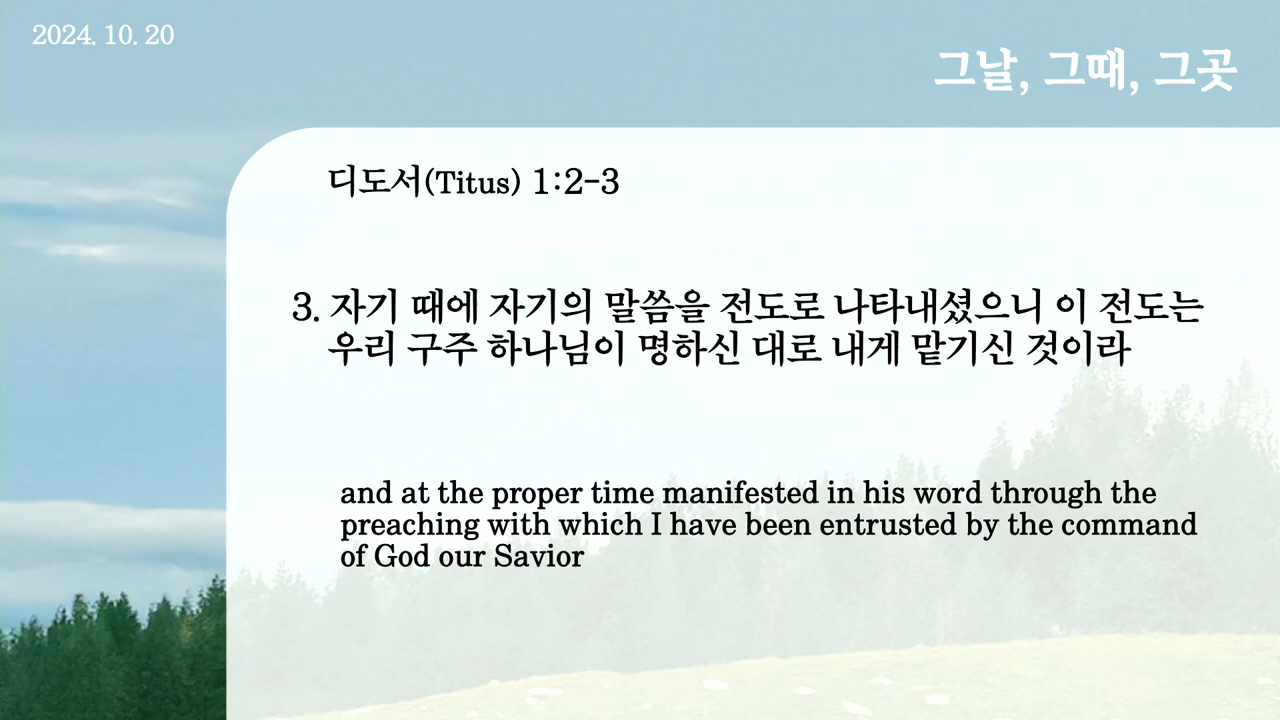 2024. 10. 20
그날, 그때, 그곳
디도서(Titus) 1:2-3
3. 자기 때에 자기의 말씀을 전도로 나타내셨으니 이 전도는
우리 구주 하나님이 명하신 대로 내게 맡기신 것이라
and at the proper time manifested in his word through the
preaching with which I have been entrusted by the command
of God our Savior